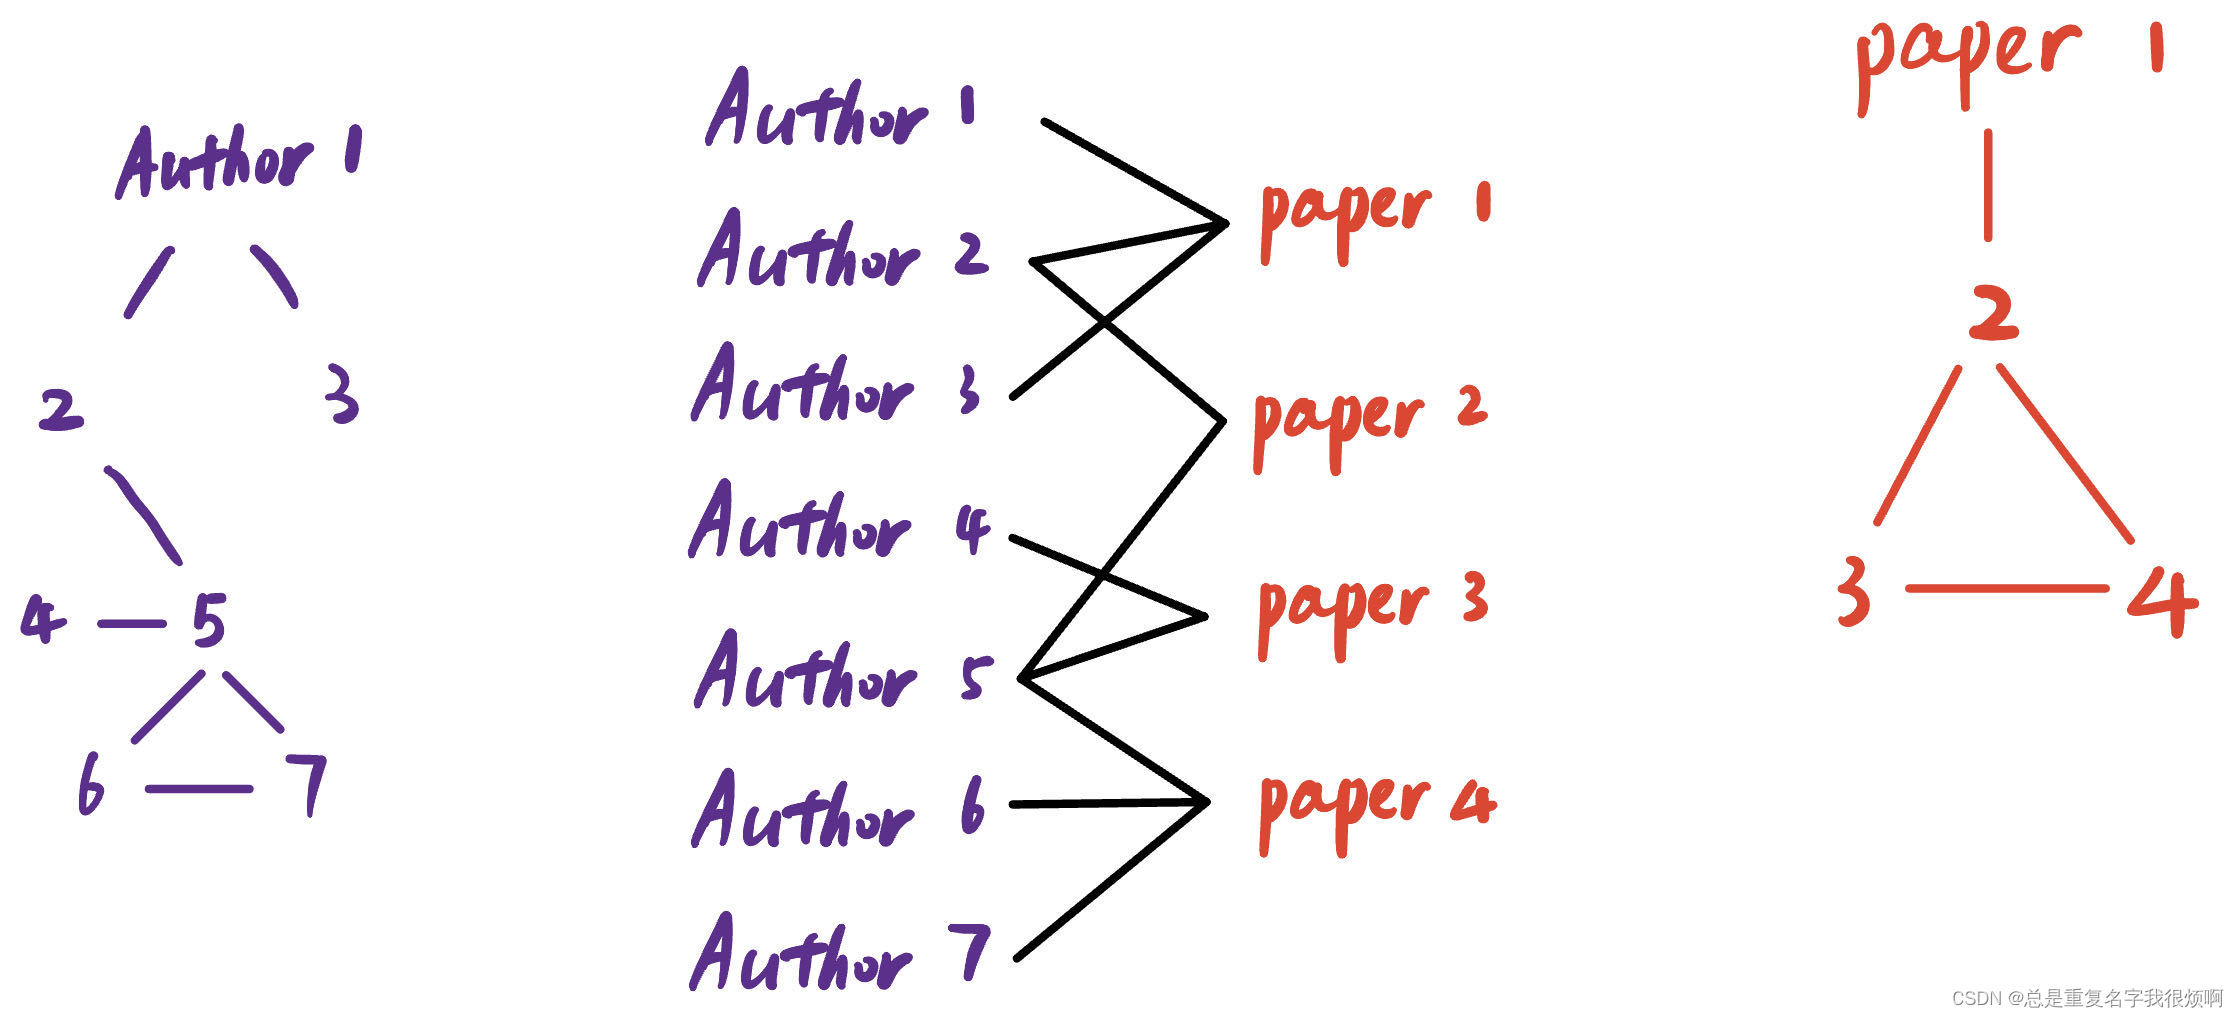 Author 1
2
3
4
5
6
7
Author 1
Author 2
Author 3
Author 4
Author 5
Author 6
Author 7
paper 1
paper 2
paper 3
paper 4
paper 1
2
3
4
CSDN @总是重复名字我很烦啊